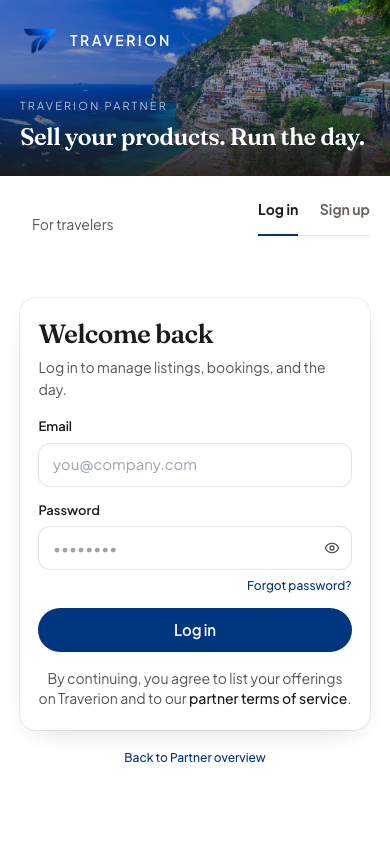 TRAVERION
TRAVERION PARTNER
Sell your products. Run the day.
For travelers
Log in
Sign up
Welcome back
Log in to manage listings, bookings, and the
day.
Email
you@company.com
Password
••••••••
Forgot password?
Log in
By continuing, you agree to list your offerings
on Traverion and to our partner terms of service.
Back to Partner overview